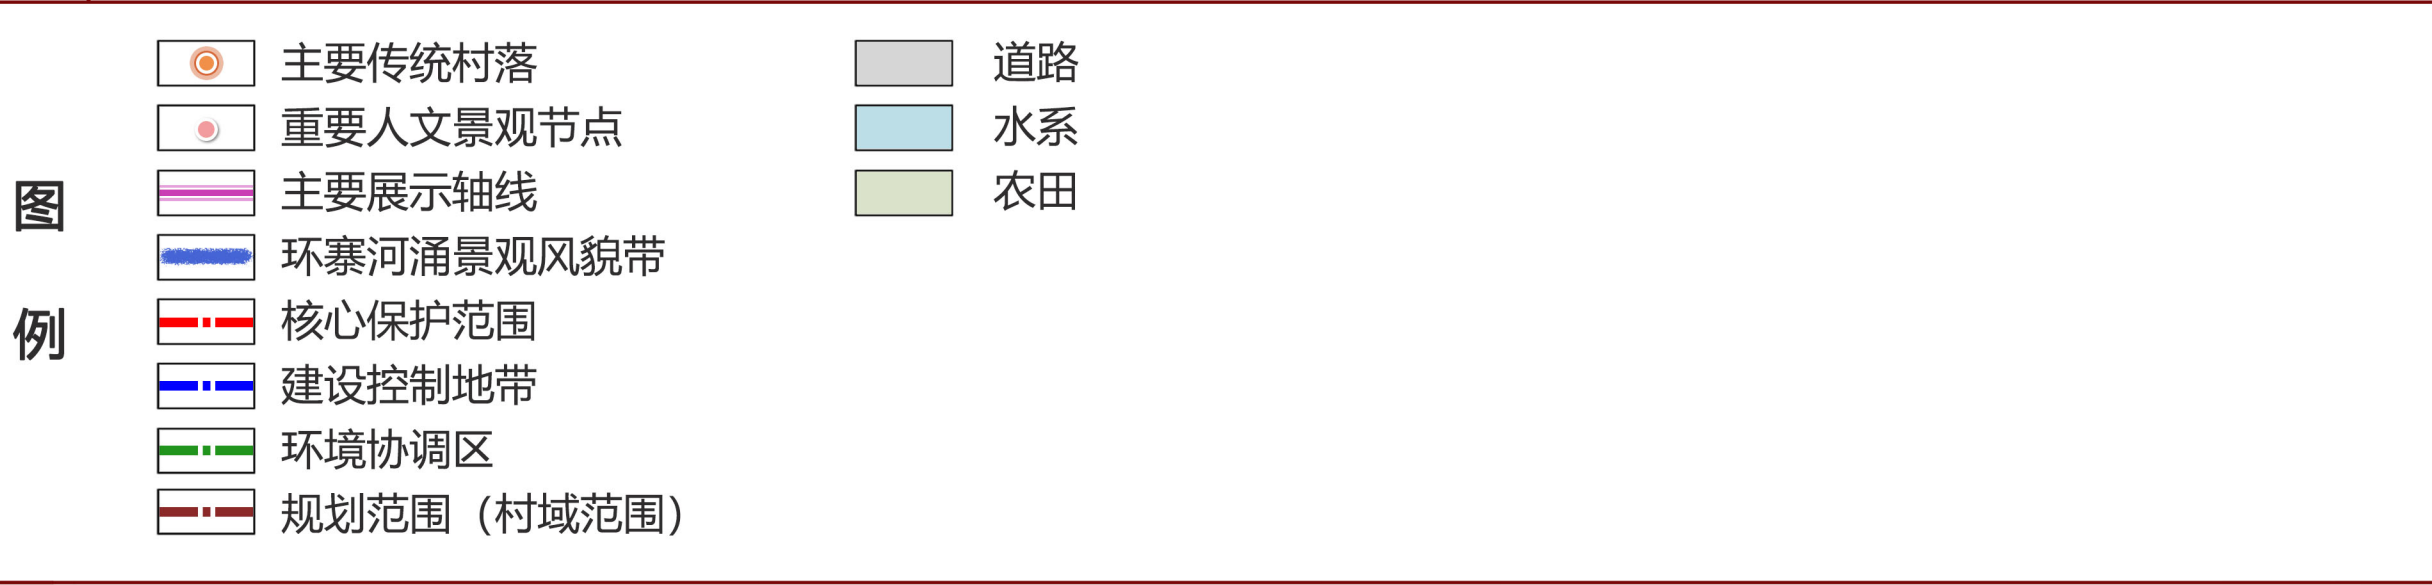 图例
主要传统村落
重要人文景观节点
主要展示轴线
环寨河涌景观风貌带
核心保护范围
建设控制地带
环境协调区
规划范围（村域范围）
道路
水系
农田